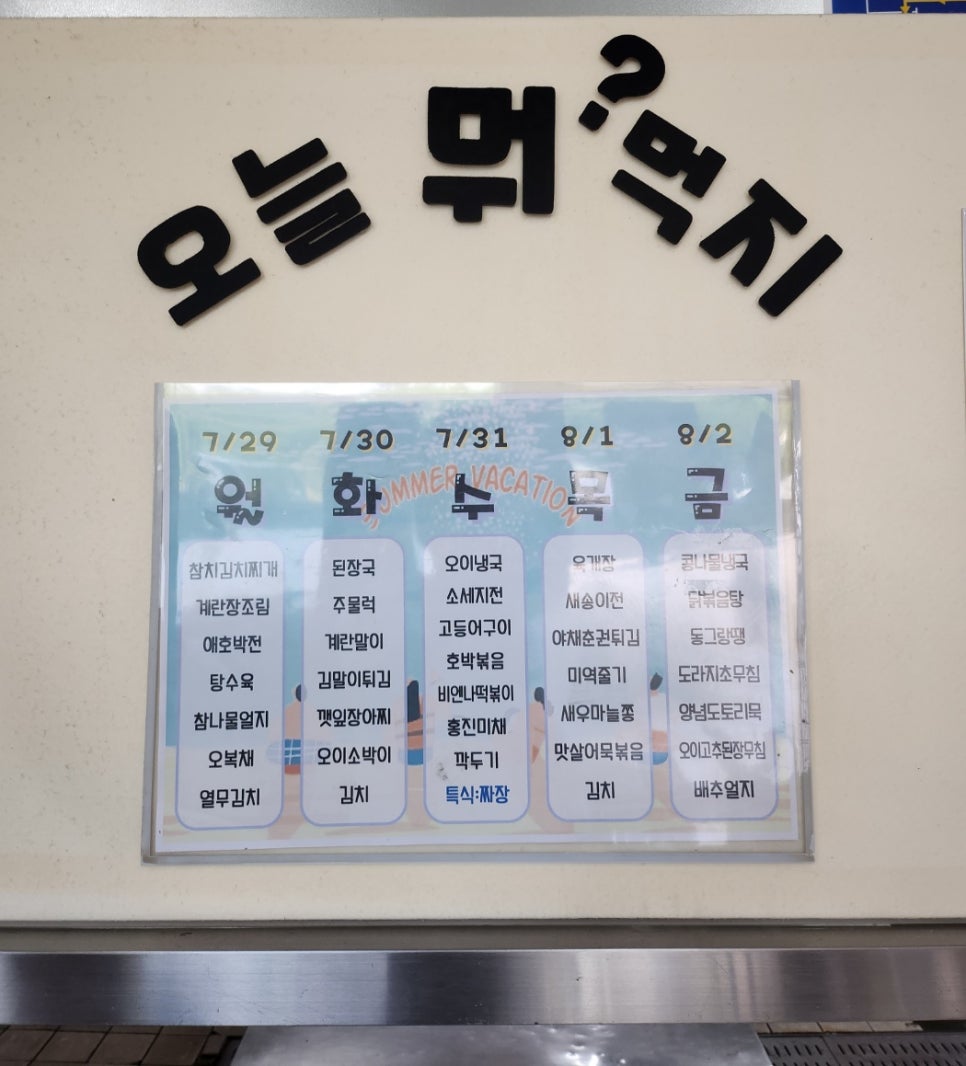 오늘 뭐 먹지?
SUMMER VACATION
7/29 7/30 7/31 8/1 8/2
월 화 수 목 금
참치김치찌개
계란장조림
애호박전
탕수육
참나물얼지
오복채
열무김치
된장국
주물럭
계란말이
김말이튀김
깻잎장아찌
오이소박이
김치
오이냉국
소세지전
고등어구이
호박볶음
비엔나떡볶이
홍진미채
깍두기
특식:짜장
육개장
새송이전
야채춘권튀김
미역줄기
새우마늘쫑
맛살어묵볶음
김치
콩나물냉국
닭볶음탕
동그랑땡
도라지초무침
양념도토리묵
오이고추된장무침
배추얼지